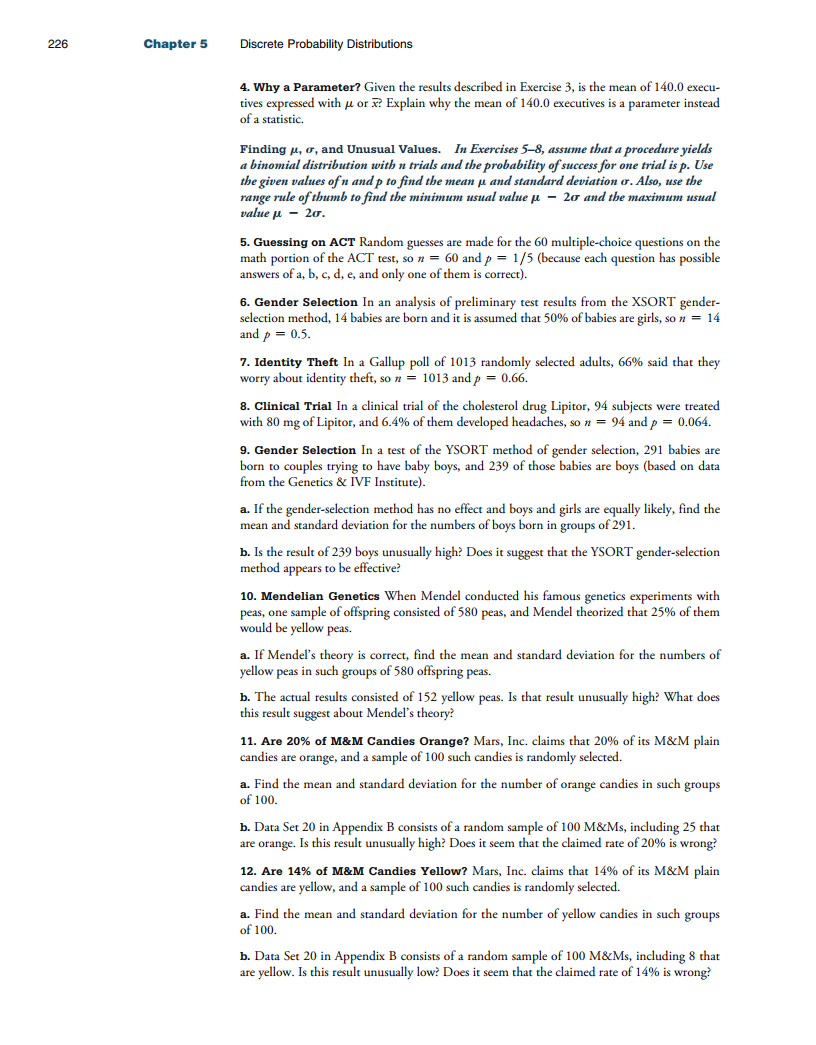 226 Chapter 5 Discrete Probability Distributions
4. Why a Parameter? Given the results described in Exercise 3, is the mean of 140.0 execu-
tives expressed with μ or x̄? Explain why the mean of 140.0 executives is a parameter instead
of a statistic.
Finding μ, σ, and Unusual Values. In Exercises 5–8, assume that a procedure yields
a binomial distribution with n trials and the probability of success for one trial is p. Use
the given values of n and p to find the mean μ and standard deviation σ. Also, use the
range rule of thumb to find the minimum usual value μ − 2σ and the maximum usual
value μ − 2σ.
5. Guessing on ACT Random guesses are made for the 60 multiple-choice questions on the
math portion of the ACT test, so n = 60 and p = 1/5 (because each question has possible
answers of a, b, c, d, e, and only one of them is correct).
6. Gender Selection In an analysis of preliminary test results from the XSORT gender-
selection method, 14 babies are born and it is assumed that 50% of babies are girls, so n = 14
and p = 0.5.
7. Identity Theft In a Gallup poll of 1013 randomly selected adults, 66% said that they
worry about identity theft, so n = 1013 and p = 0.66.
8. Clinical Trial In a clinical trial of the cholesterol drug Lipitor, 94 subjects were treated
with 80 mg of Lipitor, and 6.4% of them developed headaches, so n = 94 and p = 0.064.
9. Gender Selection In a test of the YSORT method of gender selection, 291 babies are
born to couples trying to have baby boys, and 239 of those babies are boys (based on data
from the Genetics & IVF Institute).
a. If the gender-selection method has no effect and boys and girls are equally likely, find the
mean and standard deviation for the numbers of boys born in groups of 291.
b. Is the result of 239 boys unusually high? Does it suggest that the YSORT gender-selection
method appears to be effective?
10. Mendelian Genetics When Mendel conducted his famous genetics experiments with
peas, one sample of offspring consisted of 580 peas, and Mendel theorized that 25% of them
would be yellow peas.
a. If Mendel's theory is correct, find the mean and standard deviation for the numbers of
yellow peas in such groups of 580 offspring peas.
b. The actual results consisted of 152 yellow peas. Is that result unusually high? What does
this result suggest about Mendel's theory?
11. Are 20% of M&M Candies Orange? Mars, Inc. claims that 20% of its M&M plain
candies are orange, and a sample of 100 such candies is randomly selected.
a. Find the mean and standard deviation for the number of orange candies in such groups
of 100.
b. Data Set 20 in Appendix B consists of a random sample of 100 M&Ms, including 25 that
are orange. Is this result unusually high? Does it seem that the claimed rate of 20% is wrong?
12. Are 14% of M&M Candies Yellow? Mars, Inc. claims that 14% of its M&M plain
candies are yellow, and a sample of 100 such candies is randomly selected.
a. Find the mean and standard deviation for the number of yellow candies in such groups
of 100.
b. Data Set 20 in Appendix B consists of a random sample of 100 M&Ms, including 8 that
are yellow. Is this result unusually low? Does it seem that the claimed rate of 14% is wrong?